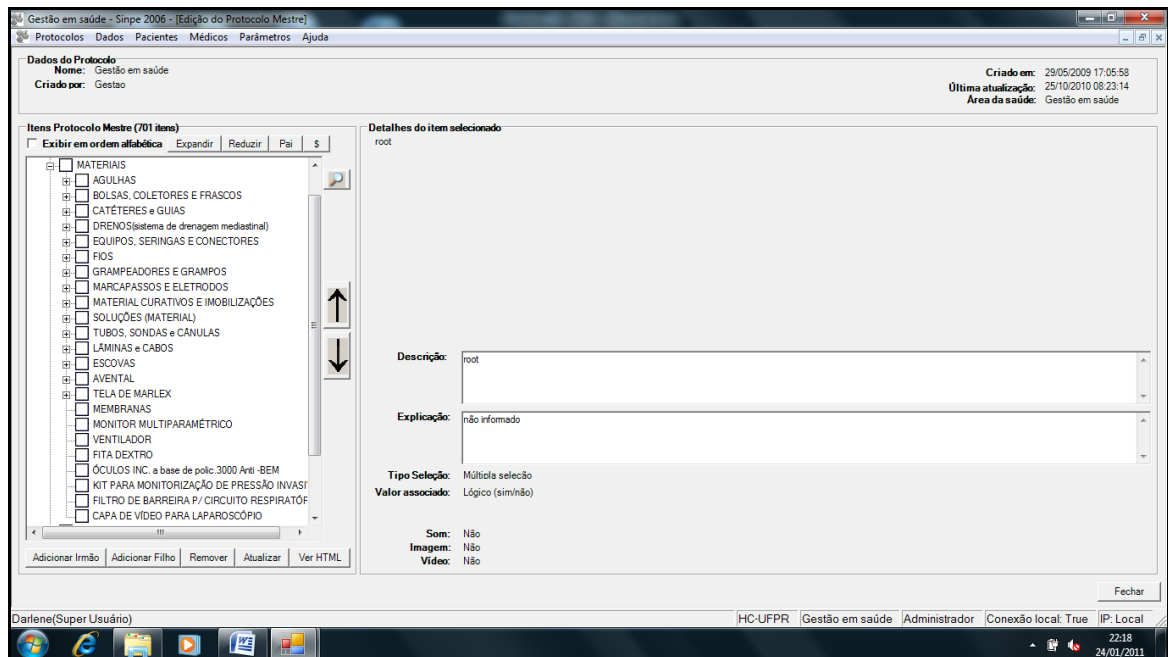 Gestão em saúde - Sinpe 2006 - [Edição do Protocolo Mestre]
Protocolos Dados Pacientes Médicos Parâmetros Ajuda
Dados do Protocolo
Nome: Gestão em saúde
Criado por: Gestao
Criado em: 29/05/2009 17:05:58
Última atualização: 25/10/2010 08:23:14
Área da saúde: Gestão em saúde
Itens Protocolo Mestre (701 itens)
Exibir em ordem alfabética Expandir Reduzir Pai $
MATERIAIS
AGULHAS
BOLSAS, COLETORES E FRASCOS
CATÉTERES e GUIAS
DRENOS(sistema de drenagem mediastinal)
EQUIPOS, SERINGAS E CONECTORES
FIOS
GRAMPEADORES E GRAMPOS
MARCAPASSOS E ELETRODOS
MATERIAL CURATIVOS E IMOBILIZAÇÕES
SOLUÇÕES (MATERIAL)
TUBOS, SONDAS e CÂNULAS
LÂMINAS e CABOS
ESCOVAS
AVENTAL
TELA DE MARLEX
MEMBRANAS
MONITOR MULTIPARAMÉTRICO
VENTILADOR
FITA DEXTRO
ÓCULOS INC. a base de polic.3000 Anti -BEM
KIT PARA MONITORIZAÇÃO DE PRESSÃO INVASI
FILTRO DE BARREIRA P/ CIRCUITO RESPIRATÓF
CAPA DE VÍDEO PARA LAPAROSCÓPIO
Adicionar Irmão Adicionar Filho Remover Atualizar Ver HTML
Detalhes do item selecionado
root
Descrição: root
Explicação: não informado
Tipo Seleção: Múltipla seleção
Valor associado: Lógico (sim/não)
Som: Não
Imagem: Não
Vídeo: Não
Fechar
Darlene(Super Usuário) HC-UFPR Gestão em saúde Administrador Conexão local: True IP: Local
22:18
24/01/2011